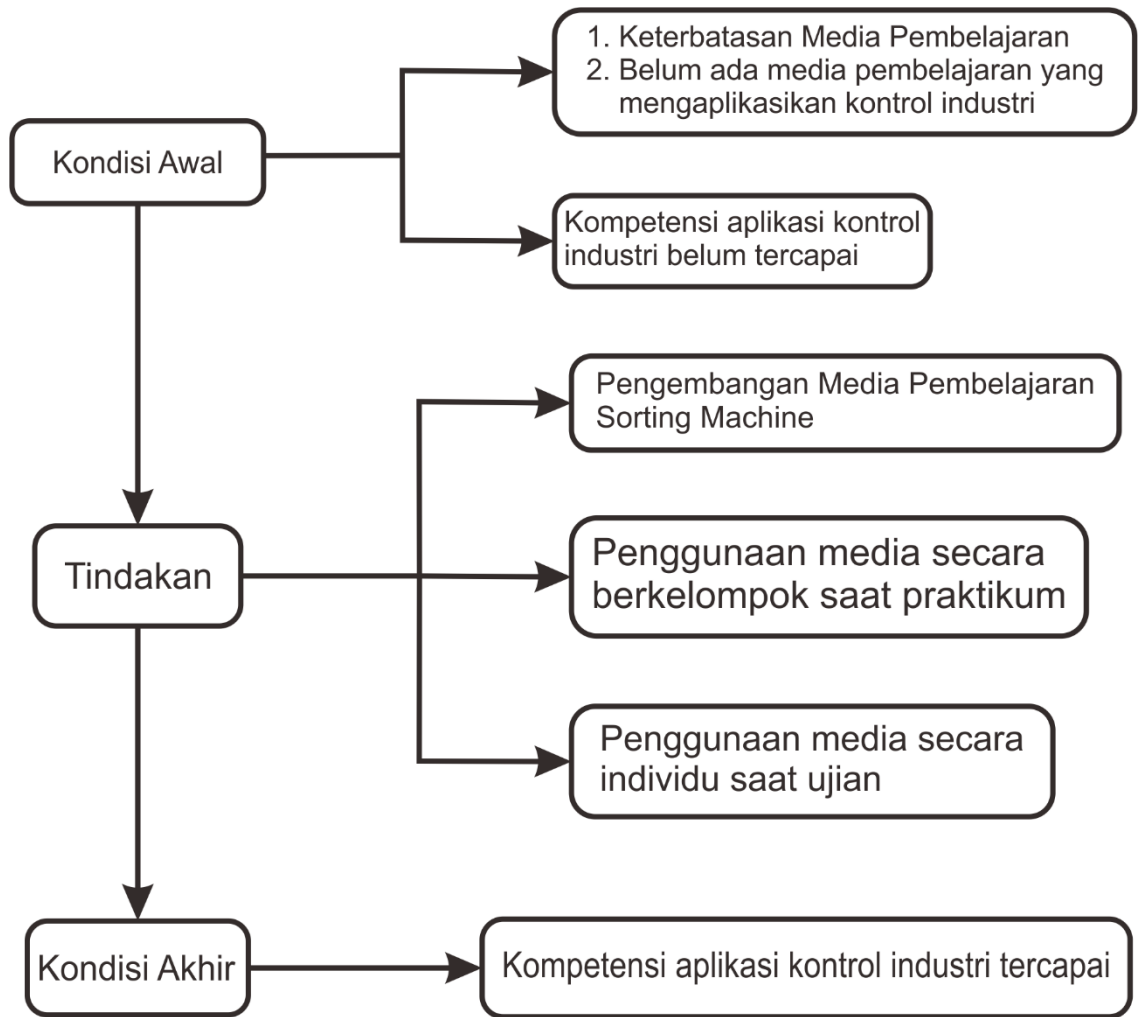 1. Keterbatasan Media Pembelajaran
2. Belum ada media pembelajaran yang
mengaplikasikan kontrol industri
Kondisi Awal
Kompetensi aplikasi kontrol
industri belum tercapai
Pengembangan Media Pembelajaran
Sorting Machine
Tindakan
Penggunaan media secara
berkelompok saat praktikum
Penggunaan media secara
individu saat ujian
Kondisi Akhir
Kompetensi aplikasi kontrol industri tercapai